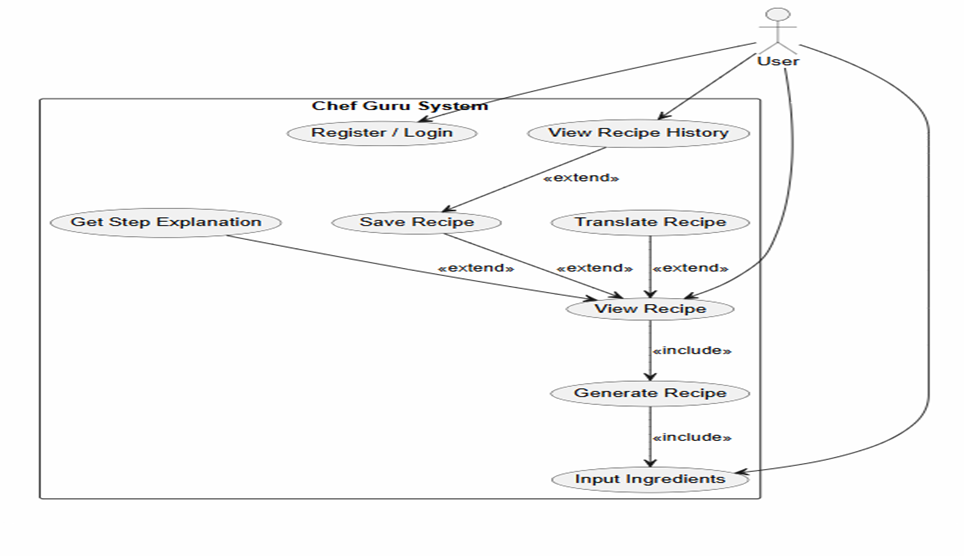 User
Chef Guru System
Register / Login
View Recipe History
«extend»
Get Step Explanation
Save Recipe
Translate Recipe
«extend»
«extend»
«extend»
View Recipe
«include»
Generate Recipe
«include»
Input Ingredients